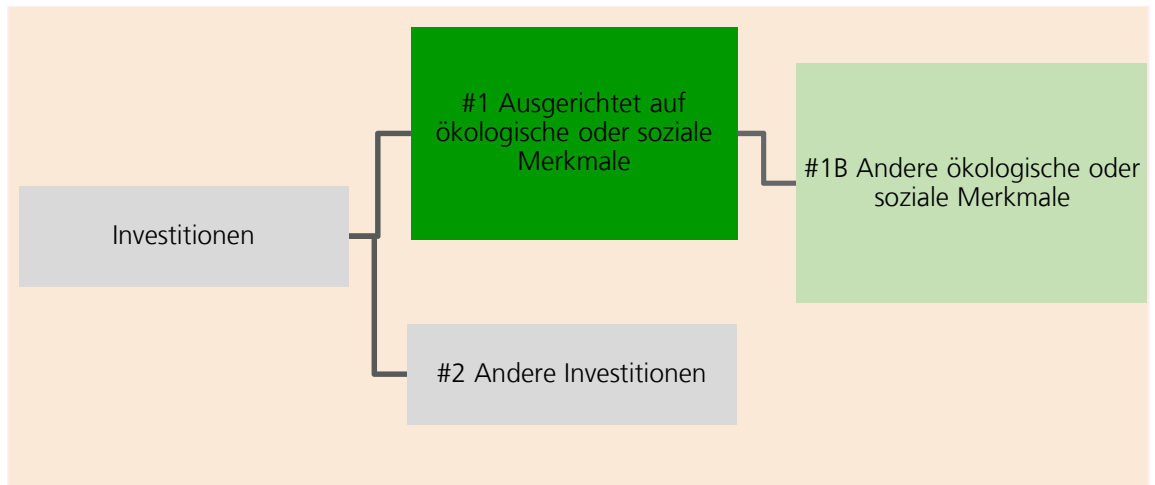 Investitionen
#1 Ausgerichtet auf
ökologische oder soziale
Merkmale
#1B Andere ökologische oder
soziale Merkmale
#2 Andere Investitionen